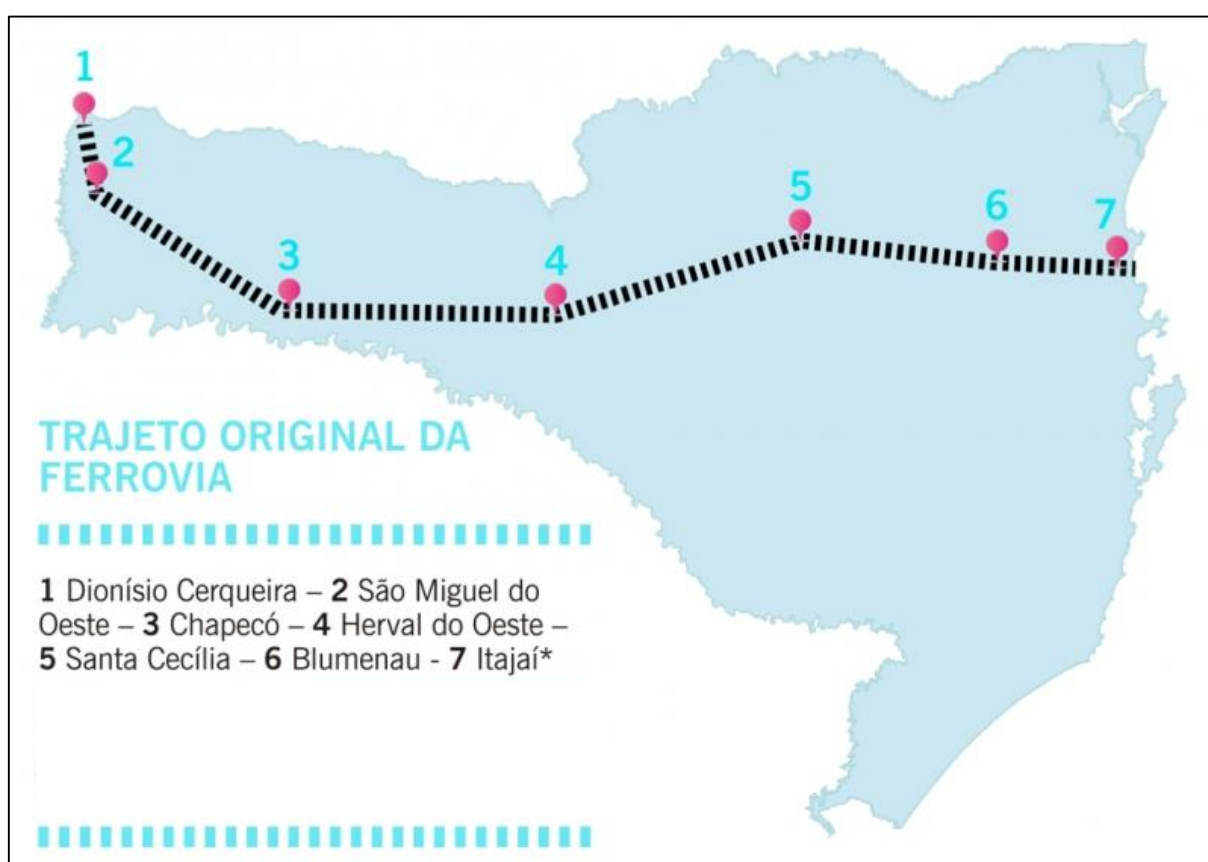 1
2
3
4
5
6
7
TRAJETO ORIGINAL DA
FERROVIA
1 Dionísio Cerqueira – 2 São Miguel do
Oeste – 3 Chapecó – 4 Herval do Oeste –
5 Santa Cecília – 6 Blumenau - 7 Itajaí*